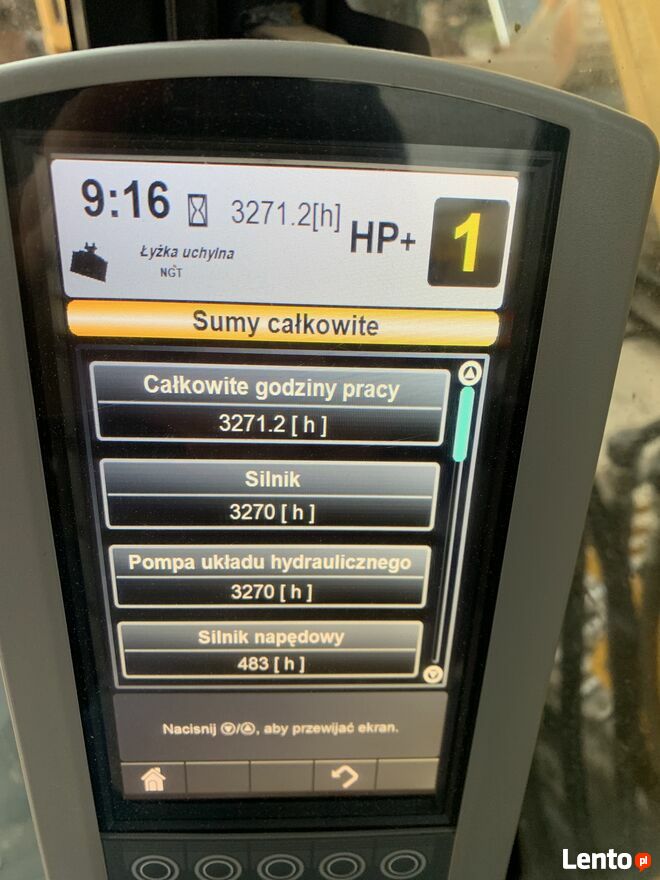 9:16 3271.2[h] HP+ 1
Łyżka uchylna
NGT
Sumy całkowite
Całkowite godziny pracy
3271.2 [ h ]
Silnik
3270 [ h ]
Pompa układu hydraulicznego
3270 [ h ]
Silnik napędowy
483 [ h ]
Nacisnij /, aby przewijać ekran.
Lento pl